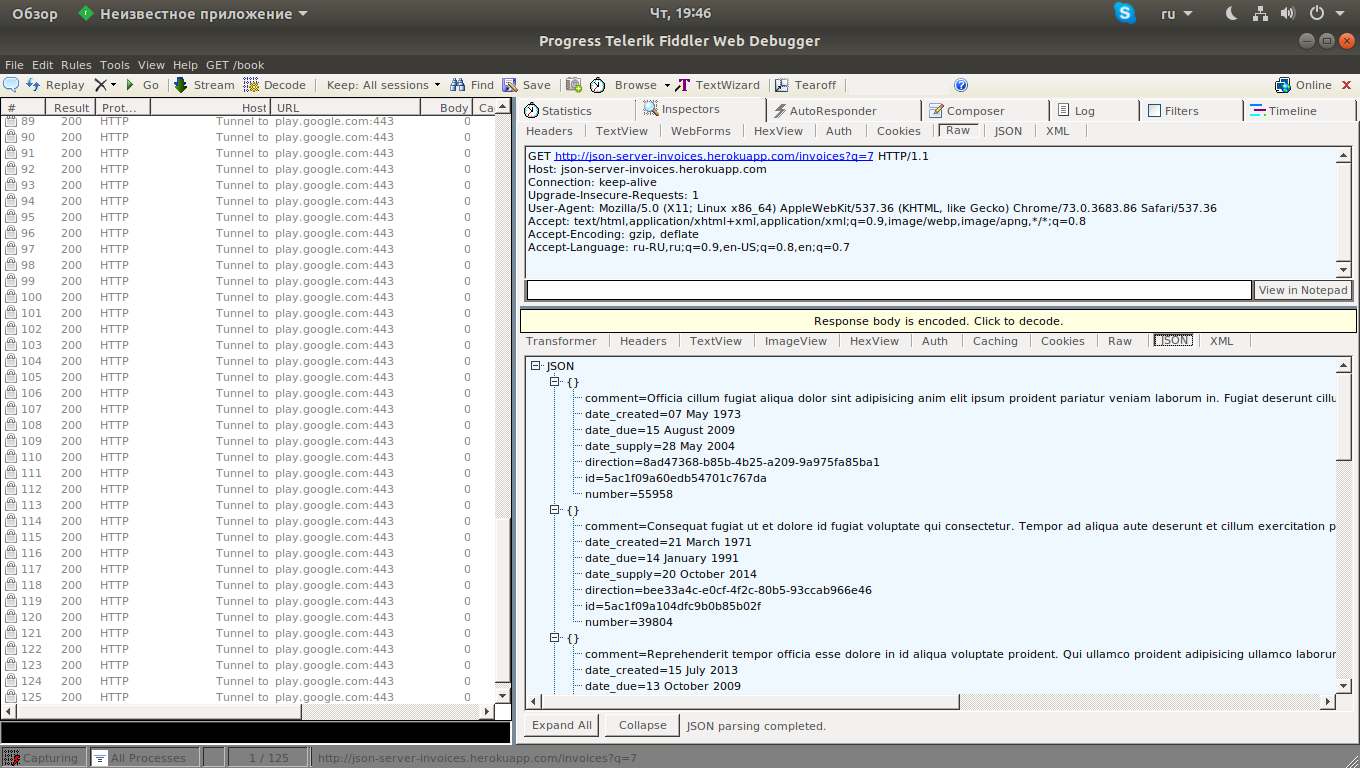 Обзор Неизвестное приложение Чт, 19:46 ru
Progress Telerik Fiddler Web Debugger
File Edit Rules Tools View Help GET /book
Replay Go Stream Decode Keep: All sessions Find Save Browse TextWizard Tearoff Online
# Result Prot... Host URL Body Ca
89 200 HTTP Tunnel to play.google.com:443 0
90 200 HTTP Tunnel to play.google.com:443 0
91 200 HTTP Tunnel to play.google.com:443 0
92 200 HTTP Tunnel to play.google.com:443 0
93 200 HTTP Tunnel to play.google.com:443 0
94 200 HTTP Tunnel to play.google.com:443 0
95 200 HTTP Tunnel to play.google.com:443 0
96 200 HTTP Tunnel to play.google.com:443 0
97 200 HTTP Tunnel to play.google.com:443 0
98 200 HTTP Tunnel to play.google.com:443 0
99 200 HTTP Tunnel to play.google.com:443 0
100 200 HTTP Tunnel to play.google.com:443 0
101 200 HTTP Tunnel to play.google.com:443 0
102 200 HTTP Tunnel to play.google.com:443 0
103 200 HTTP Tunnel to play.google.com:443 0
104 200 HTTP Tunnel to play.google.com:443 0
105 200 HTTP Tunnel to play.google.com:443 0
106 200 HTTP Tunnel to play.google.com:443 0
107 200 HTTP Tunnel to play.google.com:443 0
108 200 HTTP Tunnel to play.google.com:443 0
109 200 HTTP Tunnel to play.google.com:443 0
110 200 HTTP Tunnel to play.google.com:443 0
111 200 HTTP Tunnel to play.google.com:443 0
112 200 HTTP Tunnel to play.google.com:443 0
113 200 HTTP Tunnel to play.google.com:443 0
114 200 HTTP Tunnel to play.google.com:443 0
115 200 HTTP Tunnel to play.google.com:443 0
116 200 HTTP Tunnel to play.google.com:443 0
117 200 HTTP Tunnel to play.google.com:443 0
118 200 HTTP Tunnel to play.google.com:443 0
119 200 HTTP Tunnel to play.google.com:443 0
120 200 HTTP Tunnel to play.google.com:443 0
121 200 HTTP Tunnel to play.google.com:443 0
122 200 HTTP Tunnel to play.google.com:443 0
123 200 HTTP Tunnel to play.google.com:443 0
124 200 HTTP Tunnel to play.google.com:443 0
125 200 HTTP Tunnel to play.google.com:443 0
Statistics Inspectors AutoResponder Composer Log Filters Timeline
Headers TextView WebForms HexView Auth Cookies Raw JSON XML
GET http://json-server-invoices.herokuapp.com/invoices?q=7 HTTP/1.1
Host: json-server-invoices.herokuapp.com
Connection: keep-alive
Upgrade-Insecure-Requests: 1
User-Agent: Mozilla/5.0 (X11; Linux x86_64) AppleWebKit/537.36 (KHTML, like Gecko) Chrome/73.0.3683.86 Safari/537.36
Accept: text/html,application/xhtml+xml,application/xml;q=0.9,image/webp,image/apng,*/*;q=0.8
Accept-Encoding: gzip, deflate
Accept-Language: ru-RU,ru;q=0.9,en-US;q=0.8,en;q=0.7
View in Notepad
Response body is encoded. Click to decode.
Transformer Headers TextView ImageView HexView Auth Caching Cookies Raw JSON XML
JSON
{}
comment=Officia cillum fugiat aliqua dolor sint adipisicing anim elit ipsum proident pariatur veniam laborum in. Fugiat deserunt cillu
date_created=07 May 1973
date_due=15 August 2009
date_supply=28 May 2004
direction=8ad47368-b85b-4b25-a209-9a975fa85ba1
id=5ac1f09a60edb54701c767da
number=55958
{}
comment=Consequat fugiat ut et dolore id fugiat voluptate qui consectetur. Tempor ad aliqua aute deserunt et cillum exercitation p
date_created=21 March 1971
date_due=14 January 1991
date_supply=20 October 2014
direction=bee33a4c-e0cf-4f2c-80b5-93ccab966e46
id=5ac1f09a104dfc9b0b85b02f
number=39804
{}
comment=Reprehenderit tempor officia esse dolore in id aliqua voluptate proident. Qui ullamco proident adipisicing ullamco laborur
date_created=15 July 2013
date_due=13 October 2009
Expand All Collapse JSON parsing completed.
Capturing All Processes 1 / 125 http://json-server-invoices.herokuapp.com/invoices?q=7